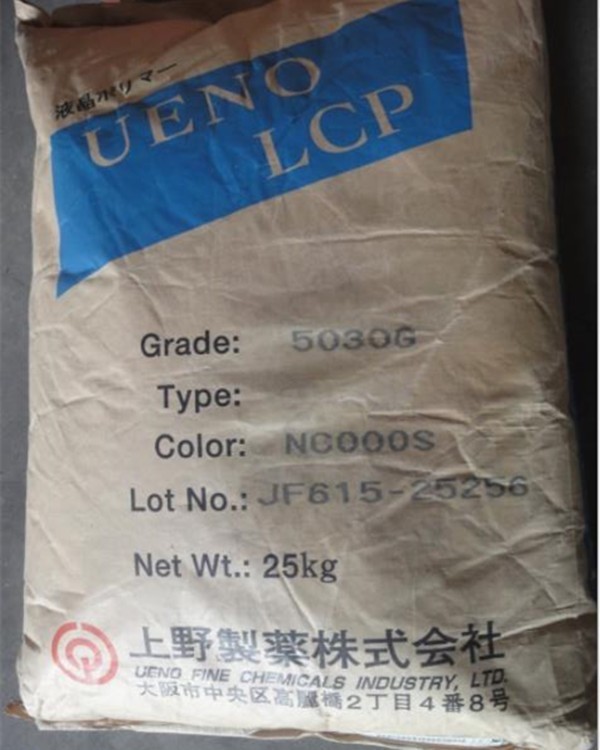 液晶ポリマー
UENO
LCP
Grade: 5030G
Type:
Color: NC000S
Lot No.: JF615-25256
Net Wt.: 25kg
上野製薬株式会社
UENO FINE CHEMICALS INDUSTRY, LTD.
大阪市中央区高麗橋2丁目4番8号